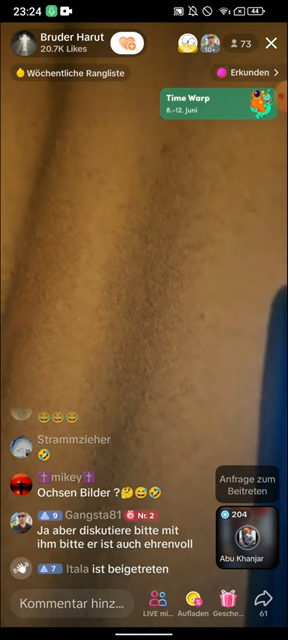 23:24
44
Bruder Harut
20.7K Likes
10+
73
Wöchentliche Rangliste
Erkunden >
Time Warp
8.-12. Juni
😂😂😂
Strammzieher
🤣
✝️mikey✝️
Ochsen Bilder ?🤔😅🤣
9 Gangsta81 Nr. 2
Ja aber diskutiere bitte mit
ihm bitte er ist auch ehrenvoll
7 Itala ist beigetreten
Anfrage zum
Beitreten
204
Abu Khanjar
Kommentar hinz...
LIVE mi...
Aufladen
Gesche...
61